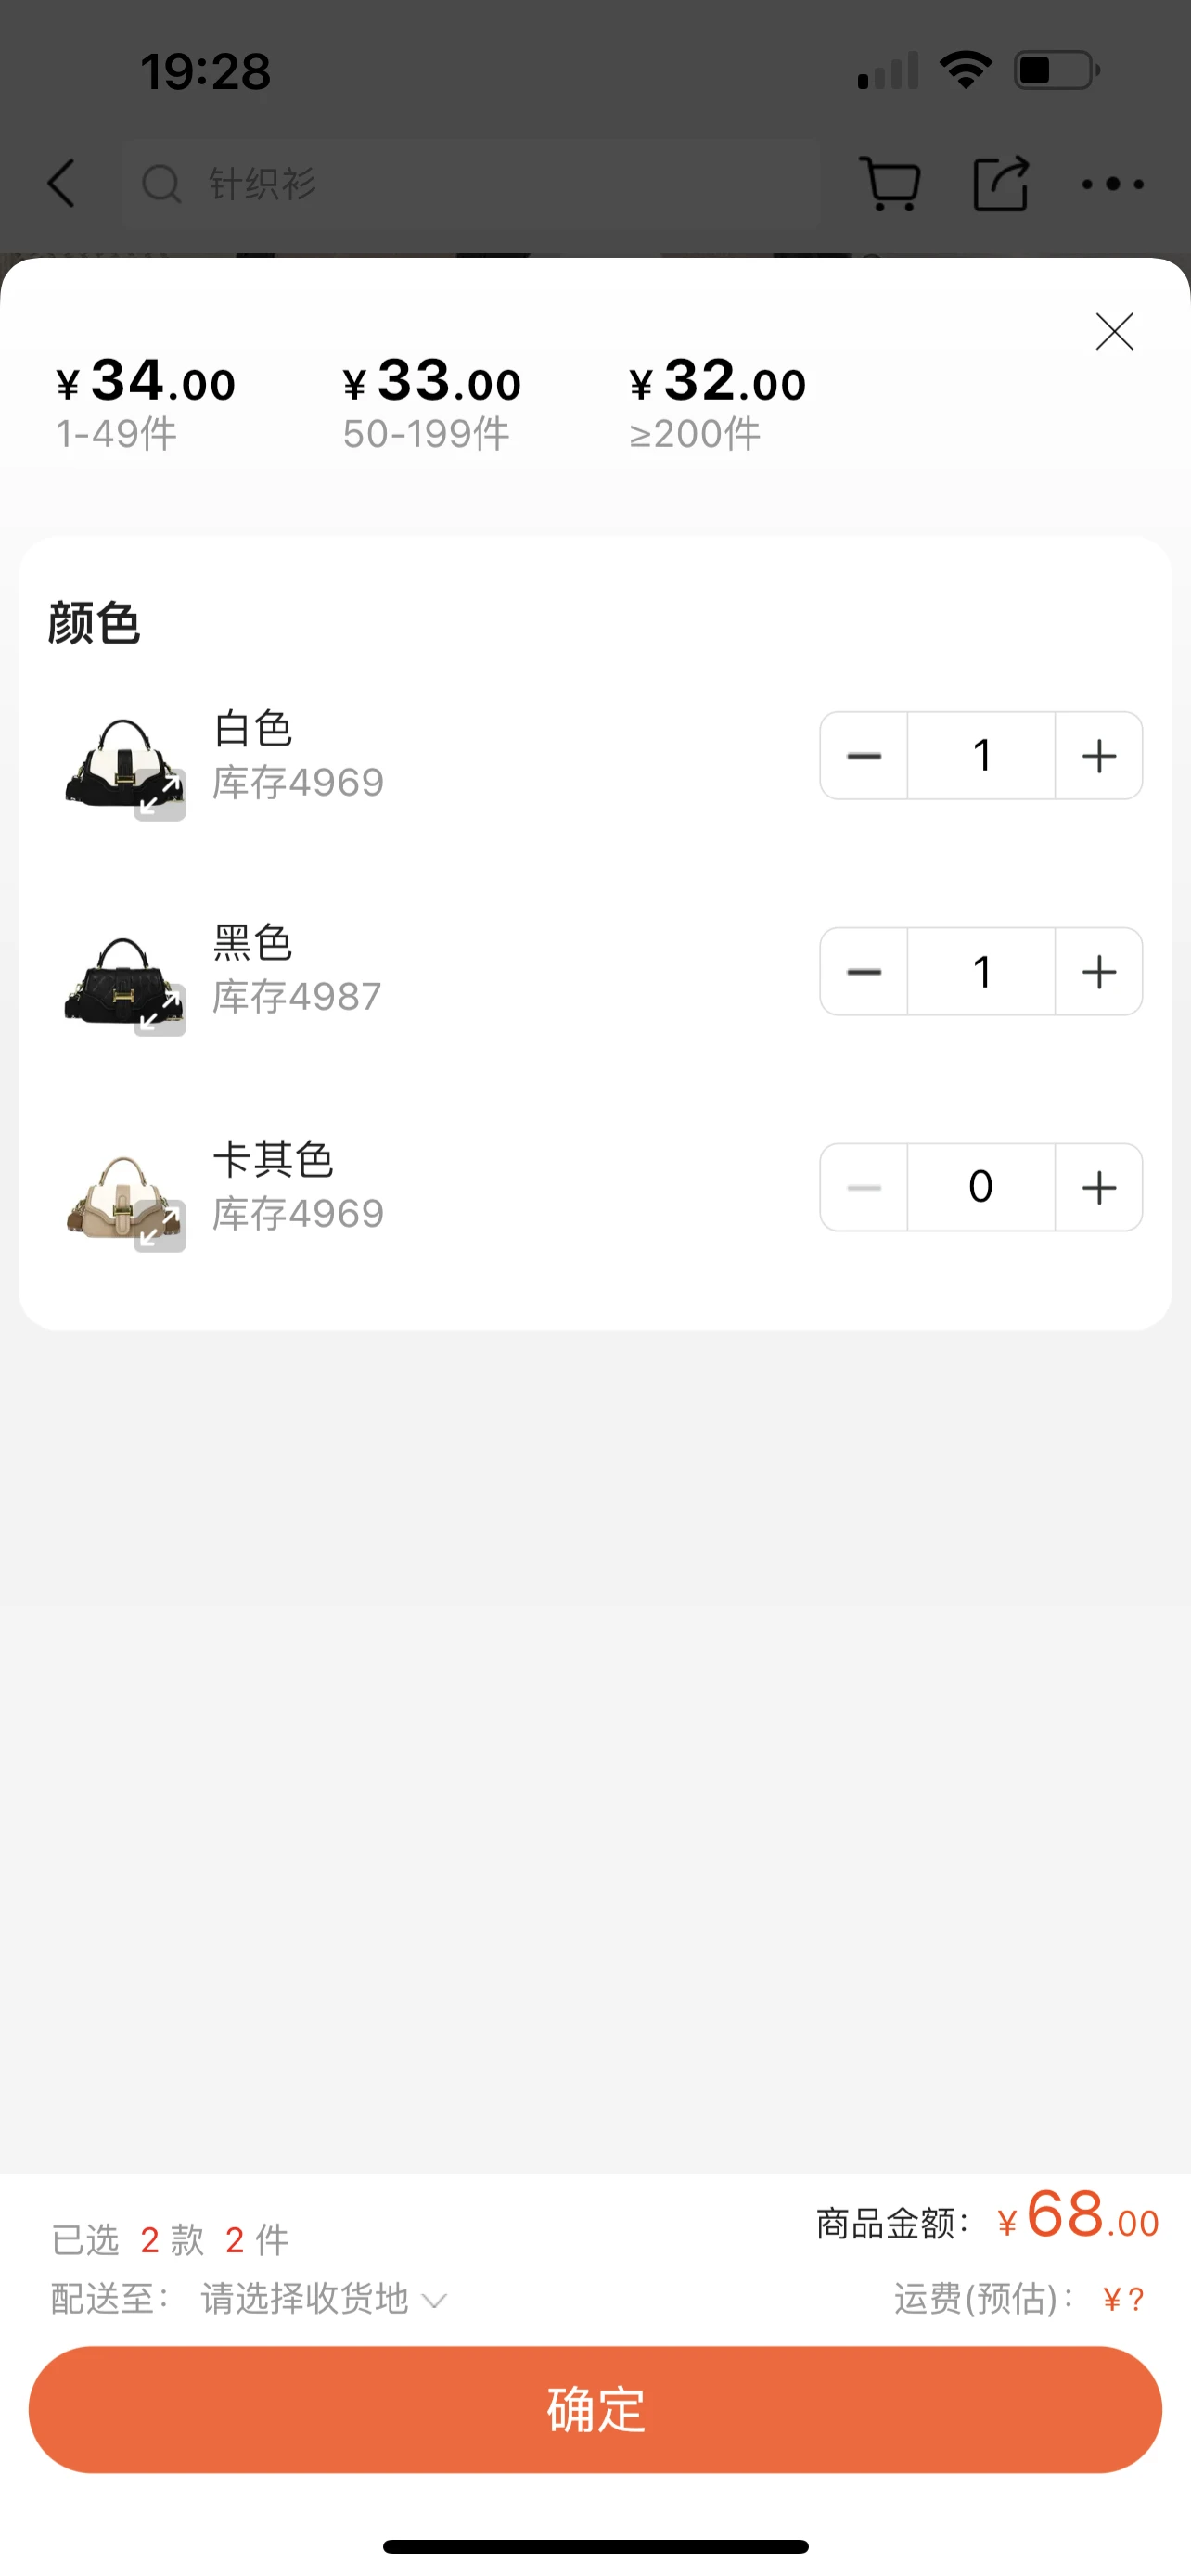 19:28
针织衫
¥34.00 ¥33.00 ¥32.00
1-49件 50-199件 ≥200件
颜色
白色
库存4969
1
黑色
库存4987
1
卡其色
库存4969
0
已选 2 款 2 件 商品金额: ¥68.00
配送至: 请选择收货地 运费(预估): ¥?
确定